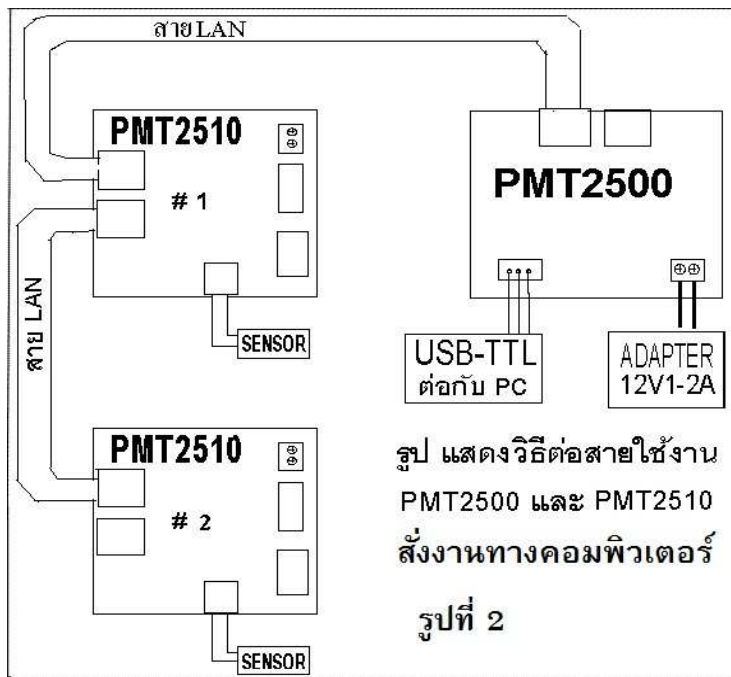 สาย LAN
PMT2510
# 1
PMT2500
สาย LAN
SENSOR
USB-TTL
ต่อกับ PC
ADAPTER
12V1-2A
PMT2510
# 2
SENSOR
รูป แสดงวิธีต่อสายใช้งาน
PMT2500 และ PMT2510
สั่งงานทางคอมพิวเตอร์
รูปที่ 2